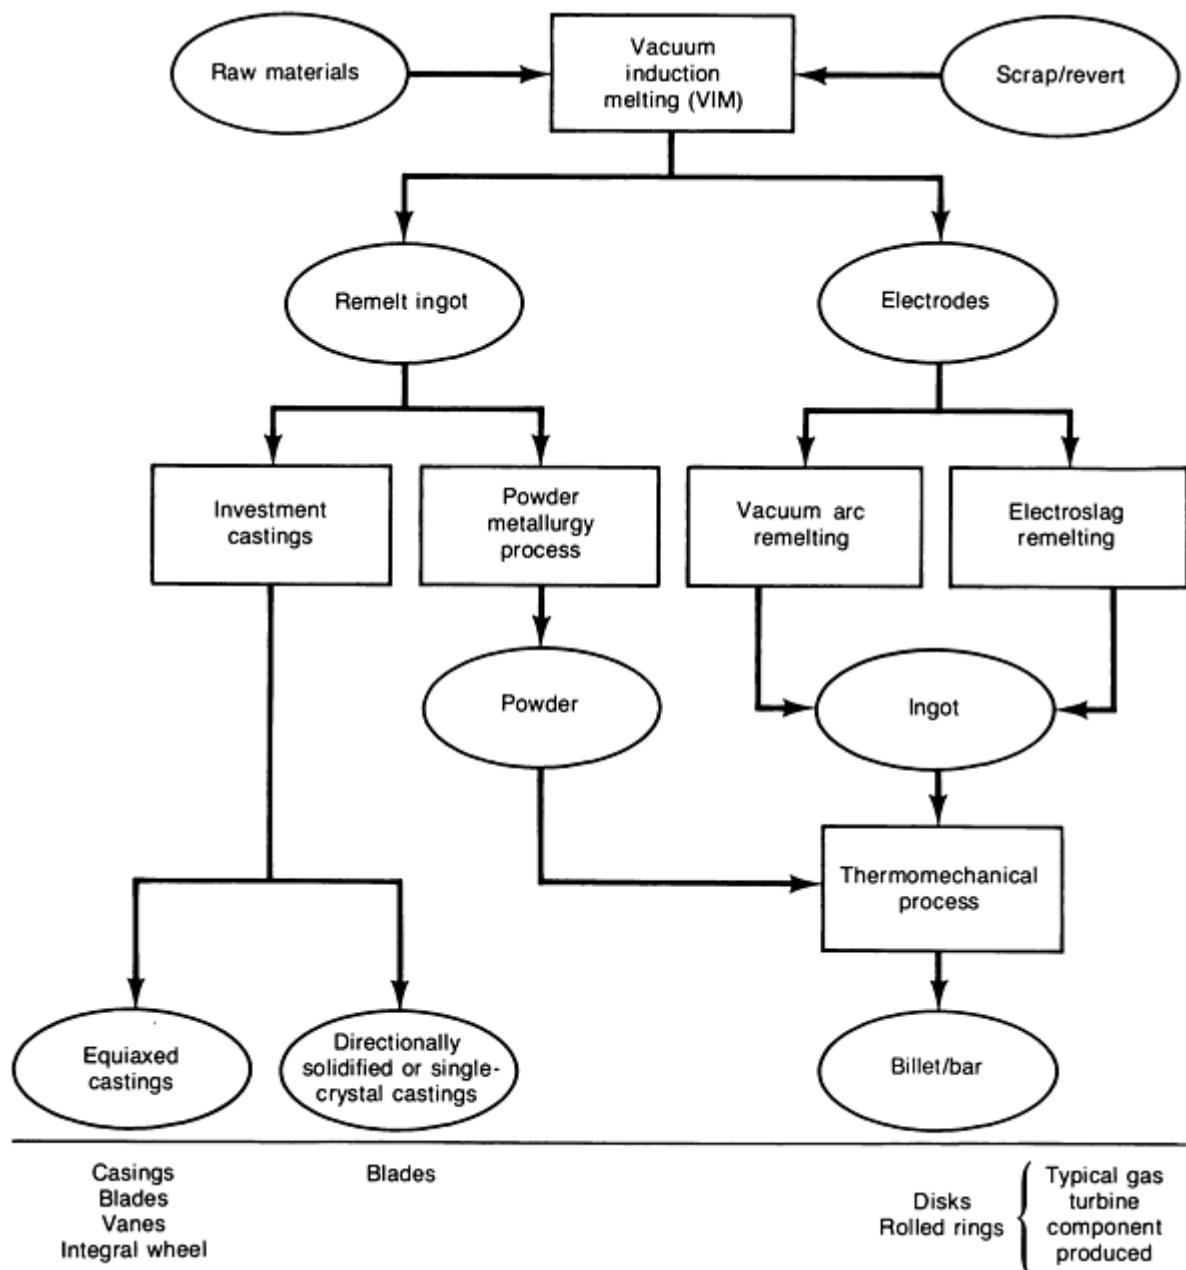 Raw materials
Vacuum
induction
melting (VIM)
Scrap/revert
Remelt ingot
Electrodes
Investment
castings
Powder
metallurgy
process
Vacuum arc
remelting
Electroslag
remelting
Powder
Ingot
Thermomechanical
process
Equiaxed
castings
Directionally
solidified or single-
crystal castings
Billet/bar
Casings
Blades
Vanes
Integral wheel
Blades
Disks
Rolled rings
Typical gas
turbine
component
produced